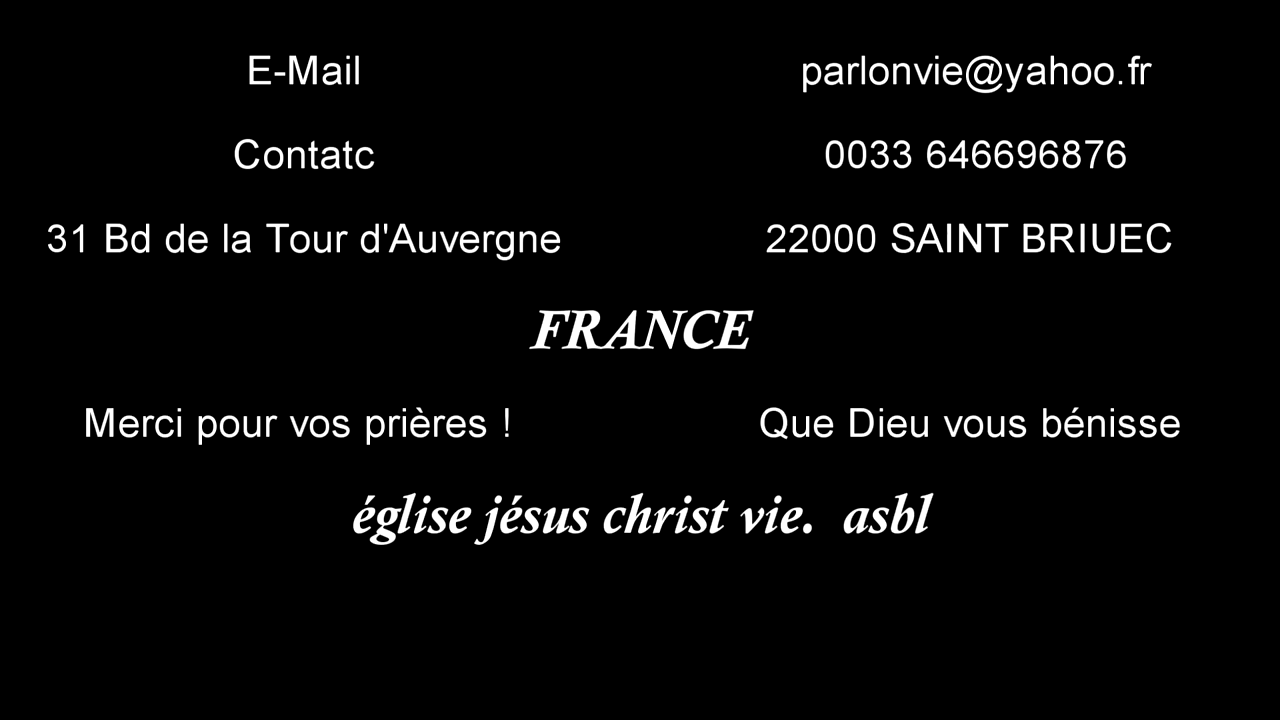 E-Mail parlonvie@yahoo.fr
Contatc 0033 646696876
31 Bd de la Tour d'Auvergne 22000 SAINT BRIUEC
FRANCE
Merci pour vos prières ! Que Dieu vous bénisse
église jésus christ vie. asbl